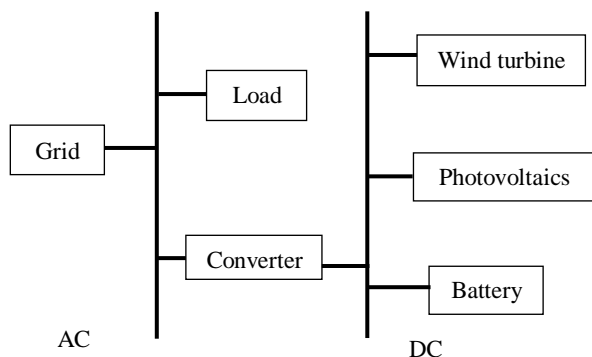 Wind turbine
Load
Grid
Photovoltaics
Converter
Battery
AC
DC